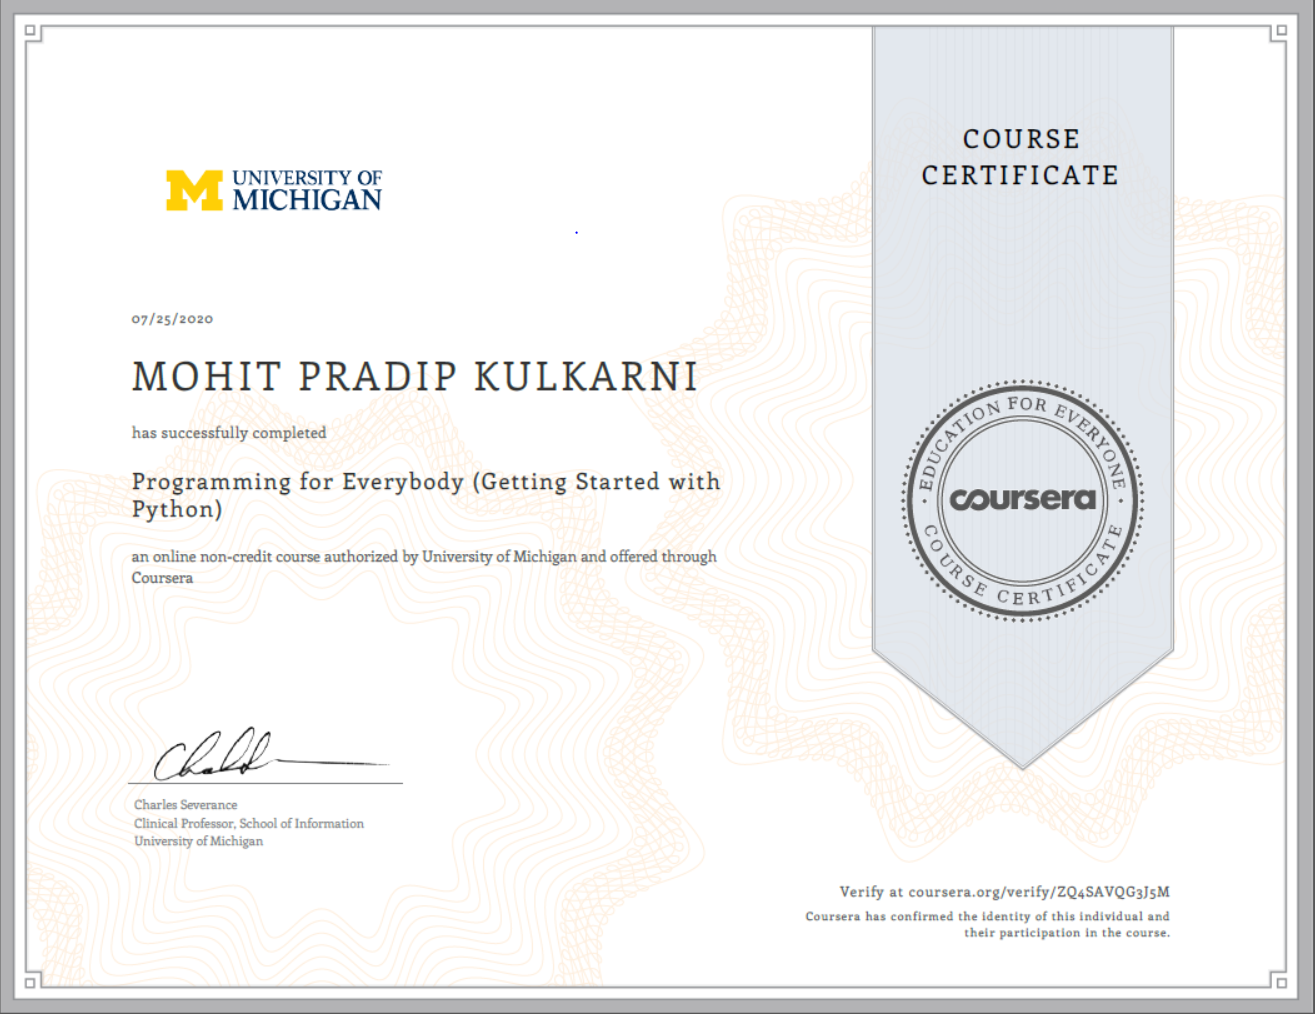 UNIVERSITY OF
MICHIGAN
COURSE
CERTIFICATE
07/25/2020
MOHIT PRADIP KULKARNI
has successfully completed
Programming for Everybody (Getting Started with
Python)
an online non-credit course authorized by University of Michigan and offered through
Coursera
EDUCATION FOR EVERYONE
coursera
COURSE CERTIFICATE
Charles Severance
Clinical Professor, School of Information
University of Michigan
Verify at coursera.org/verify/ZQ4SAVQG3J5M
Coursera has confirmed the identity of this individual and
their participation in the course.